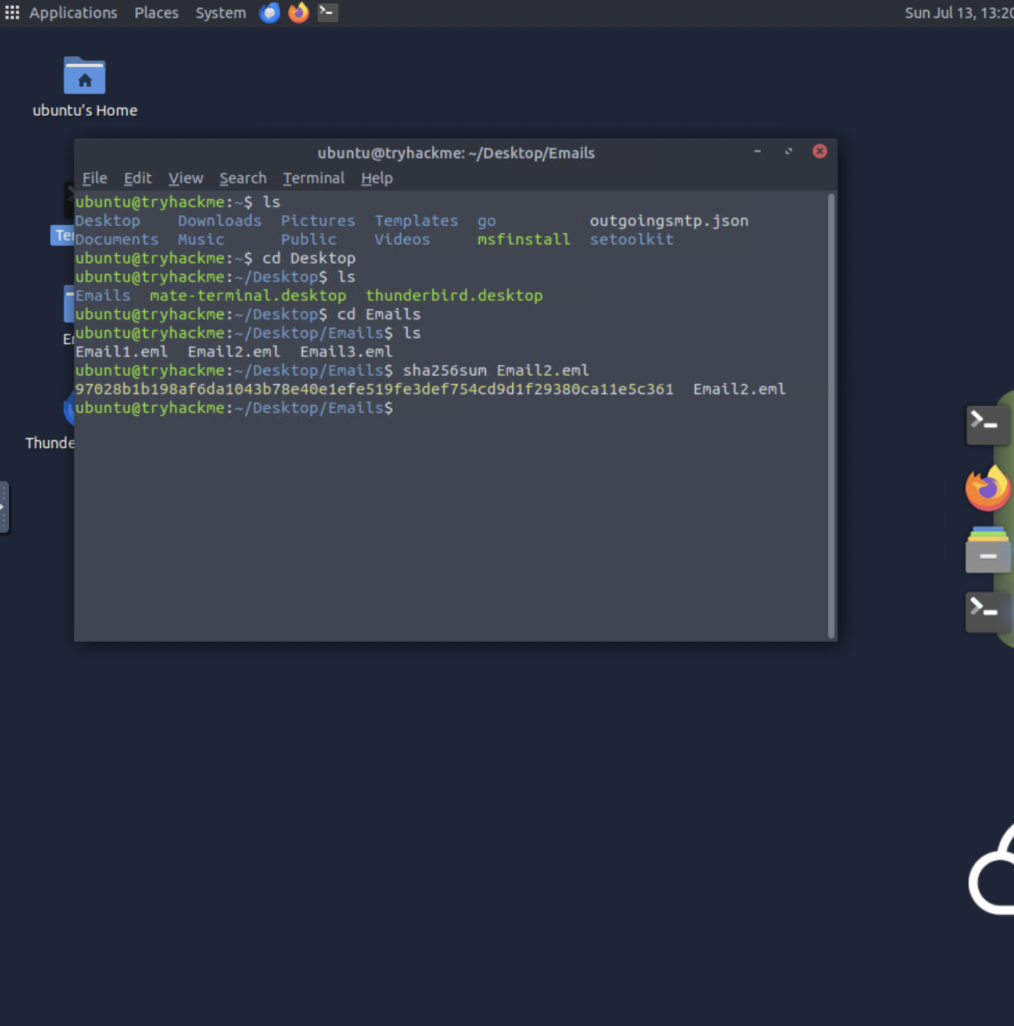 Applications Places System Sun Jul 13, 13:20
ubuntu's Home
ubuntu@tryhackme: ~/Desktop/Emails
File Edit View Search Terminal Help
ubuntu@tryhackme:~$ ls
Desktop Downloads Pictures Templates go outgoingsmtp.json
Documents Music Public Videos msfinstall setoolkit
ubuntu@tryhackme:~$ cd Desktop
ubuntu@tryhackme:~/Desktop$ ls
Emails mate-terminal.desktop thunderbird.desktop
ubuntu@tryhackme:~/Desktop$ cd Emails
ubuntu@tryhackme:~/Desktop/Emails$ ls
Email1.eml Email2.eml Email3.eml
ubuntu@tryhackme:~/Desktop/Emails$ sha256sum Email2.eml
97028b1b198af6da1043b78e40e1efe519fe3def754cd9d1f29380ca11e5c361 Email2.eml
ubuntu@tryhackme:~/Desktop/Emails$
Te
E
Thunde